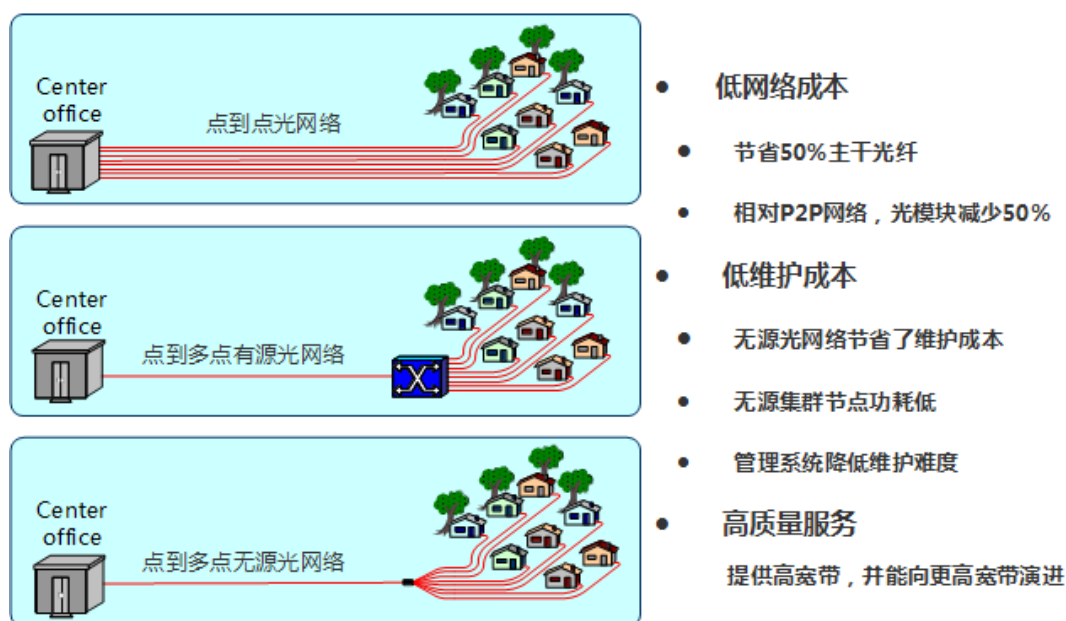 Center
office
点到点光网络
Center
office
点到多点有源光网络
Center
office
点到多点无源光网络
● 低网络成本
● 节省50%主干光纤
● 相对P2P网络，光模块减少50%
● 低维护成本
● 无源光网络节省了维护成本
● 无源集群节点功耗低
● 管理系统降低维护难度
● 高质量服务
提供高宽带，并能向更高宽带演进